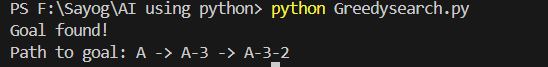 PS F:\Sayog\AI using python> python Greedysearch.py
Goal found!
Path to goal: A -> A-3 -> A-3-2